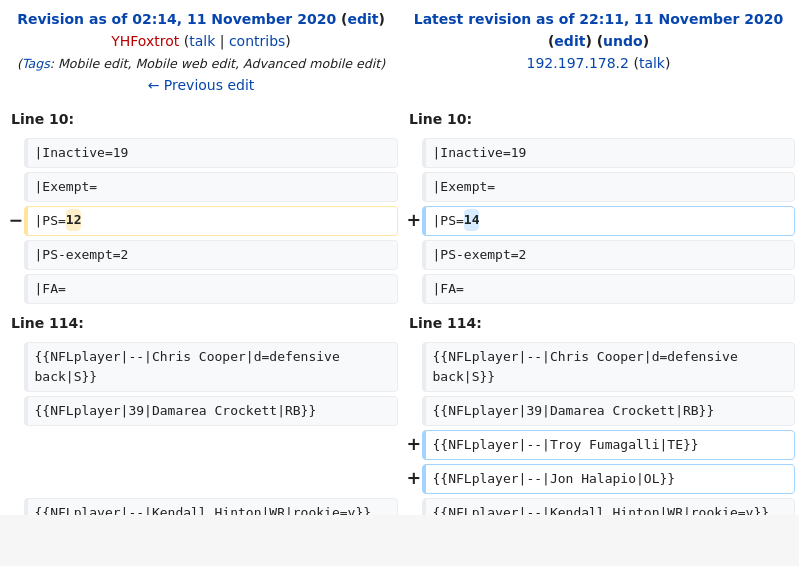 Revision as of 02:14, 11 November 2020 (edit)
YHFoxtrot (talk | contribs)
(Tags: Mobile edit, Mobile web edit, Advanced mobile edit)
← Previous edit
Latest revision as of 22:11, 11 November 2020
(edit) (undo)
192.197.178.2 (talk)
Line 10:
Line 10:
|Inactive=19
|Inactive=19
|Exempt=
|Exempt=
− |PS=12
+ |PS=14
|PS-exempt=2
|PS-exempt=2
|FA=
|FA=
Line 114:
Line 114:
{{NFLplayer|--|Chris Cooper|d=defensive
back|S}}
{{NFLplayer|--|Chris Cooper|d=defensive
back|S}}
{{NFLplayer|39|Damarea Crockett|RB}}
{{NFLplayer|39|Damarea Crockett|RB}}
+ {{NFLplayer|--|Troy Fumagalli|TE}}
+ {{NFLplayer|--|Jon Halapio|OL}}
{{NFLplayer|--|Kendall Hinton|WR|rookie=y}}
{{NFLplayer|--|Kendall Hinton|WR|rookie=y}}